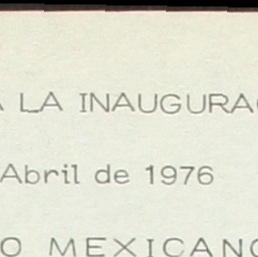 A LA INAUGURAC
Abril de 1976
O MEXICANO